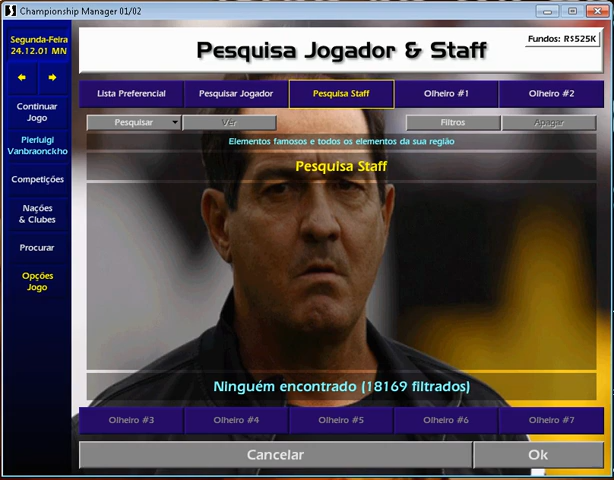 Championship Manager 01/02
Segunda-Feira
24.12.01 MN
Pesquisa Jogador & Staff
Fundos: R$525K
Continuar
Jogo
Pierluigi
Vanbraonckho
Competições
Nações
& Clubes
Procurar
Opções
Jogo
Lista Preferencial
Pesquisar Jogador
Pesquisa Staff
Olheiro #1
Olheiro #2
Pesquisar
Ver
Filtros
Apagar
Elementos famosos e todos os elementos da sua região
Pesquisa Staff
Ninguém encontrado (18169 filtrados)
Olheiro #3
Olheiro #4
Olheiro #5
Olheiro #6
Olheiro #7
Cancelar
Ok